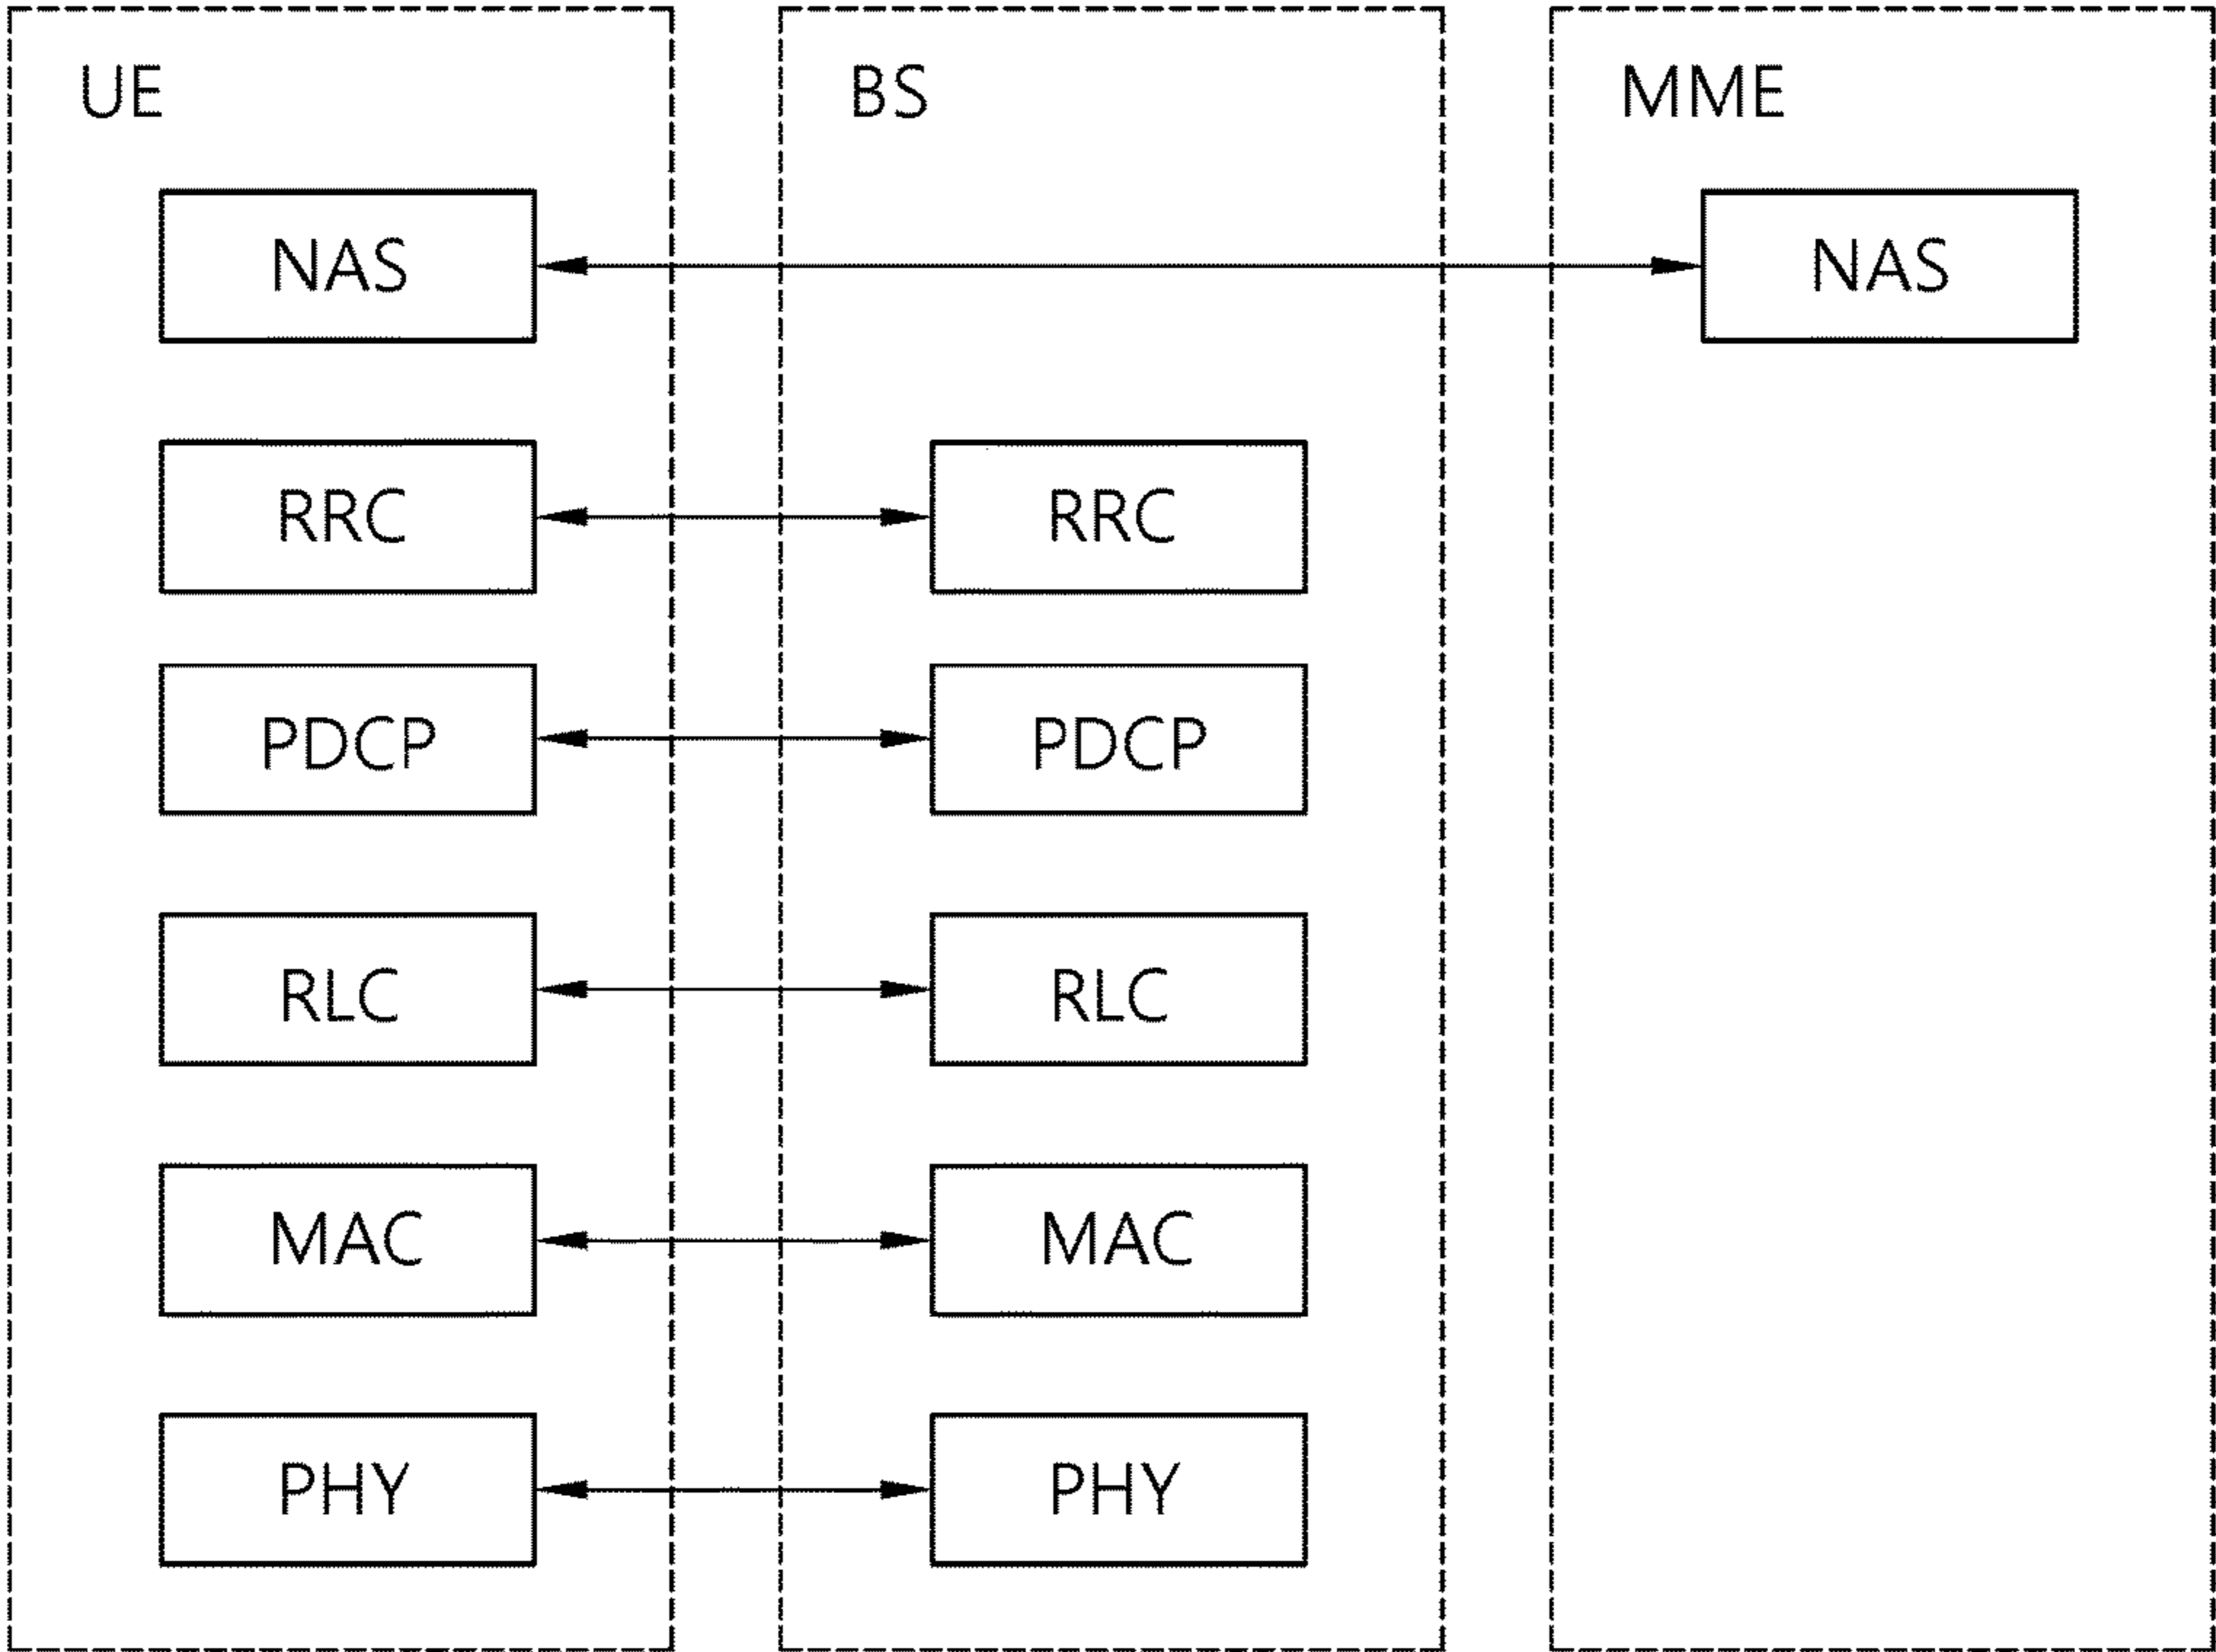 UE
BS
MME
NAS
NAS
RRC
RRC
PDCP
PDCP
RLC
RLC
MAC
MAC
PHY
PHY